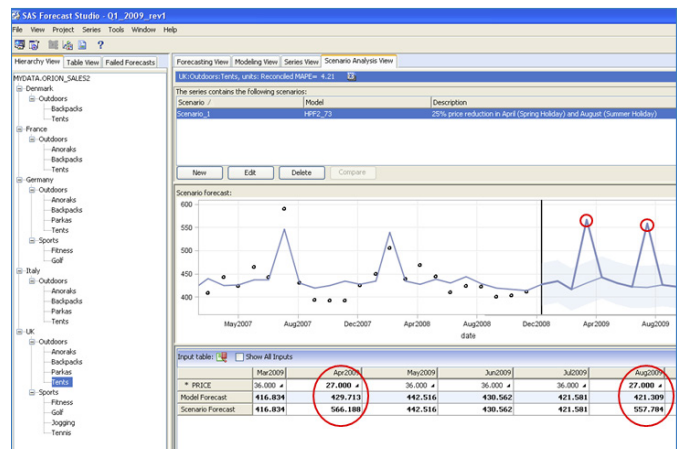 SAS Forecast Studio - Q1_2009_rev1
File View Project Series Tools Window Help
Hierarchy View Table View Failed Forecasts
MYDATA.ORION_SALES2
Denmark
Outdoors
Backpacks
Tents
France
Outdoors
Anoraks
Backpacks
Tents
Germany
Outdoors
Anoraks
Backpacks
Parkas
Tents
Sports
Fitness
Golf
Italy
Outdoors
Anoraks
Backpacks
Parkas
Tents
UK
Outdoors
Anoraks
Backpacks
Parkas
Tents
Sports
Fitness
Golf
Jogging
Tennis
Forecasting View Modeling View Series View Scenario Analysis View
UK:Outdoors:Tents, units: Reconciled MAPE= 4.21
The series contains the following scenarios:
Scenario / Model Description
Scenario_1 HPF2_73 25% price reduction in April (Spring Holiday) and August (Summer Holiday)
New Edit Delete Compare
Scenario forecast:
600
550
500
450
400
May2007 Aug2007 Dec2007 Apr2008 Aug2008 Dec2008 Apr2009 Aug2009
date
Input table: Show All Inputs
Mar2009 Apr2009 May2009 Jun2009 Jul2009 Aug2009
* PRICE 36.000 27.000 36.000 36.000 36.000 27.000
Model Forecast 416.834 429.713 442.516 430.562 421.581 421.309
Scenario Forecast 416.834 566.188 442.516 430.562 421.581 557.784